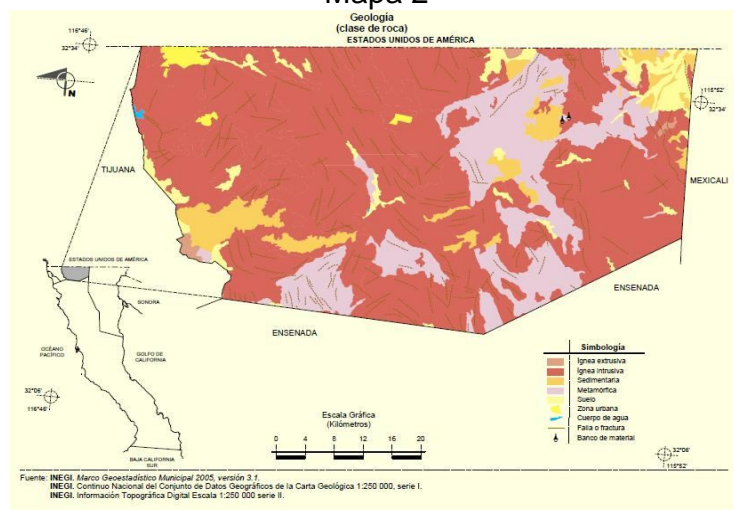 Mapa 2
Geología
(clase de roca)
ESTADOS UNIDOS DE AMÉRICA
116°46'
32°34'
N
115°52'
32°34'
TIJUANA
MEXICALI
ENSENADA
ENSENADA
ESTADOS UNIDOS DE AMÉRICA
SONORA
OCÉANO
PACÍFICO
GOLFO DE
CALIFORNIA
32°06'
116°46'
BAJA CALIFORNIA
SUR
Escala Gráfica
(Kilómetros)
0 4 8 12 16 20
Simbología
Ígnea extrusiva
Ígnea intrusiva
Sedimentaria
Metamórfica
Suelo
Zona urbana
Cuerpo de agua
Falla o fractura
Banco de material
32°06'
115°52'
Fuente: INEGI. Marco Geoestadístico Municipal 2005, versión 3.1.
INEGI. Continuo Nacional del Conjunto de Datos Geográficos de la Carta Geológica 1:250 000, serie I.
INEGI. Información Topográfica Digital Escala 1:250 000 serie II.